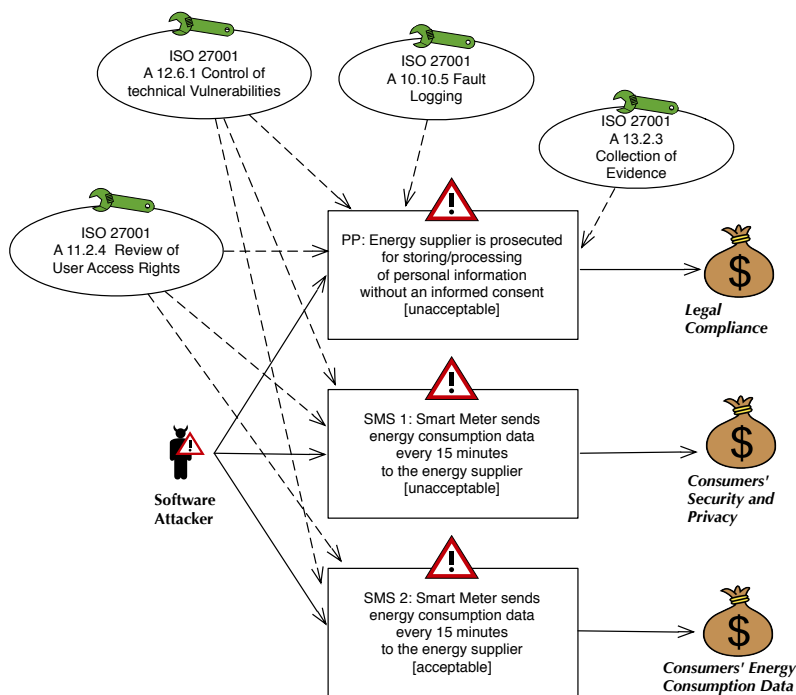 ISO 27001
A 12.6.1 Control of
technical Vulnerabilities
ISO 27001
A 10.10.5 Fault
Logging
ISO 27001
A 13.2.3
Collection of
Evidence
ISO 27001
A 11.2.4 Review of
User Access Rights
PP: Energy supplier is prosecuted
for storing/processing
of personal information
without an informed consent
[unacceptable]
$
Legal
Compliance
SMS 1: Smart Meter sends
energy consumption data
every 15 minutes
to the energy supplier
[unacceptable]
$
Consumers'
Security and
Privacy
Software
Attacker
SMS 2: Smart Meter sends
energy consumption data
every 15 minutes
to the energy supplier
[acceptable]
$
Consumers' Energy
Consumption Data